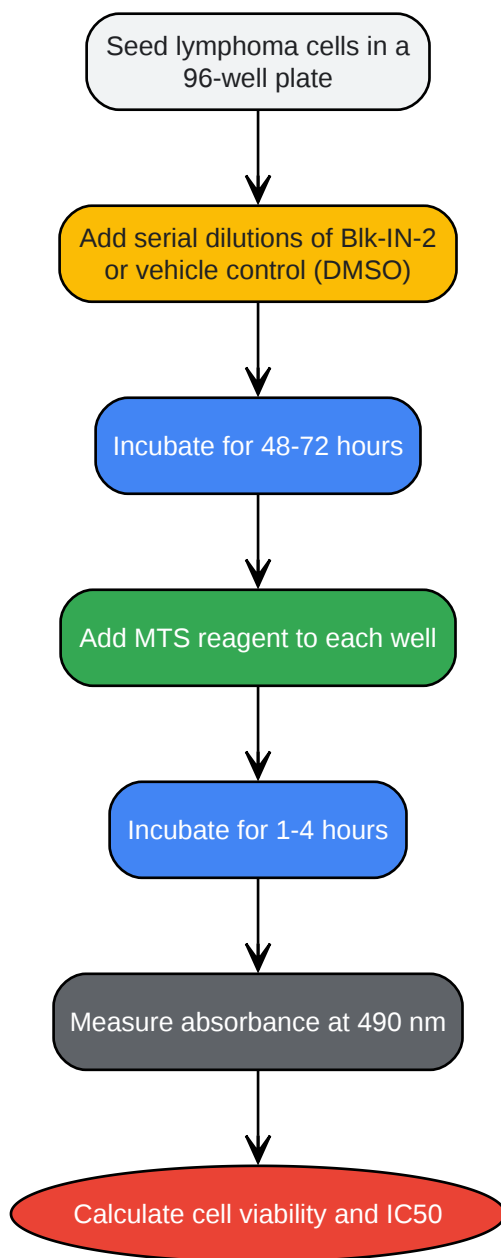 Seed lymphoma cells in a
96-well plate
Add serial dilutions of Blk-IN-2
or vehicle control (DMSO)
Incubate for 48-72 hours
Add MTS reagent to each well
Incubate for 1-4 hours
Measure absorbance at 490 nm
Calculate cell viability and IC50